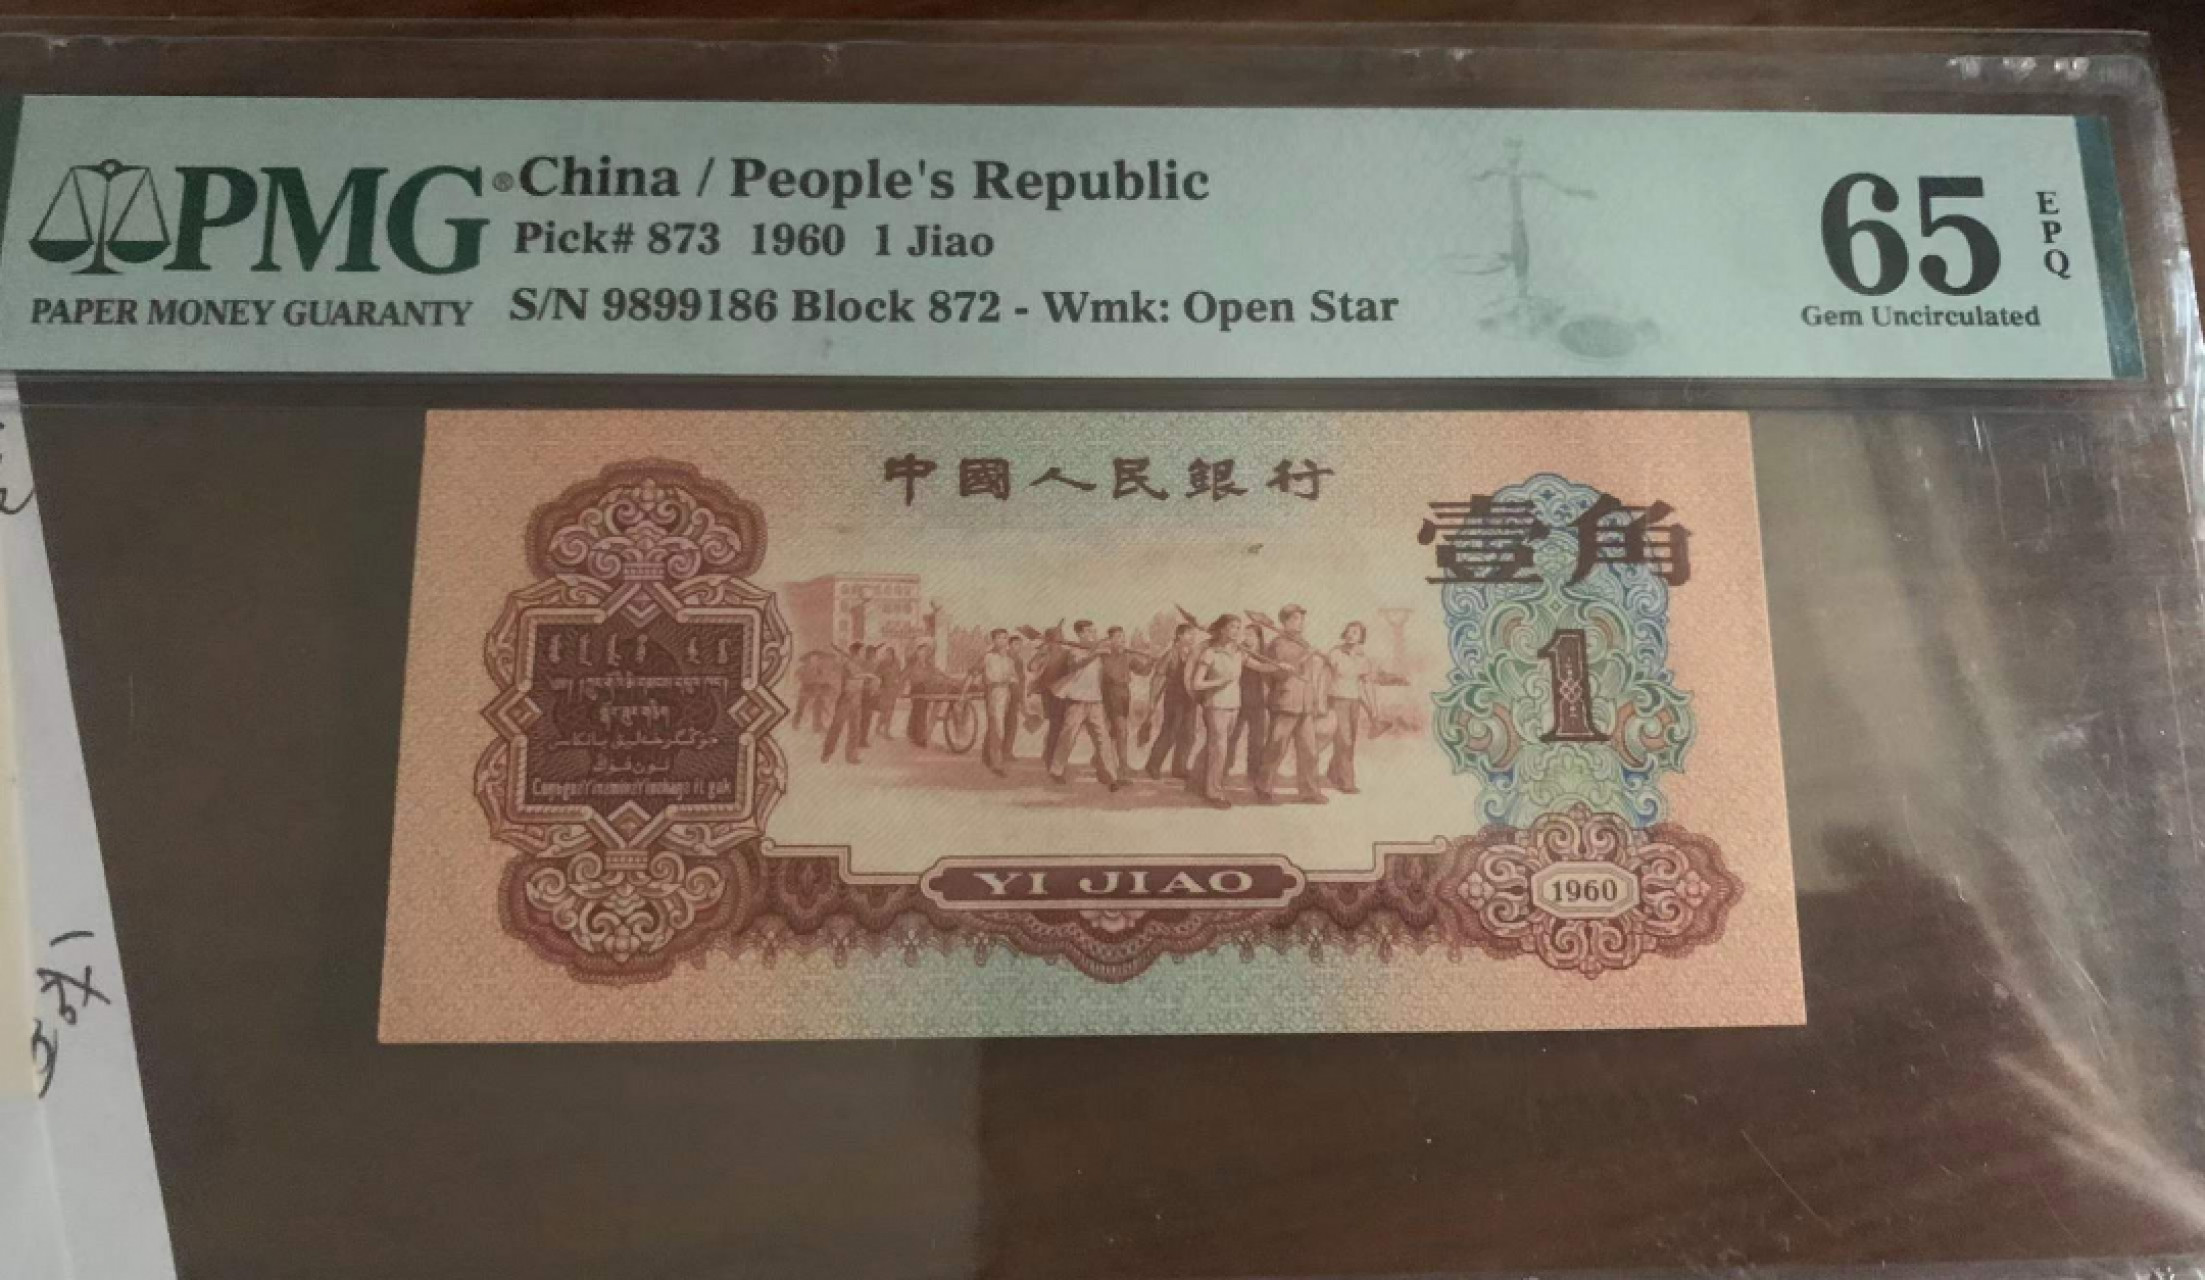 PMG® China / People's Republic
Pick# 873 1960 1 Jiao
PAPER MONEY GUARANTY
S/N 9899186 Block 872 - Wmk: Open Star
65 EPQ
Gem Uncirculated
中國人民銀行
壹角
1
YI JIAO
1960